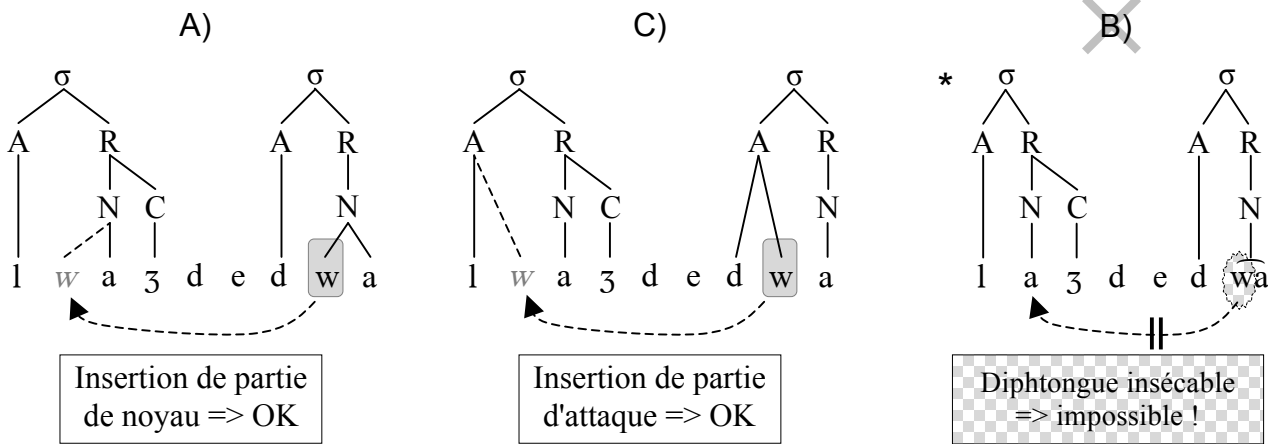 A) C) B)
σ σ σ σ * σ σ
A R A R A R A R A R A R
N C N N C N N C N
l w a ʒ d e d w a l w a ʒ d e d w a l a ʒ d e d wa
Insertion de partie
de noyau => OK
Insertion de partie
d'attaque => OK
Diphtongue insécable
=> impossible !